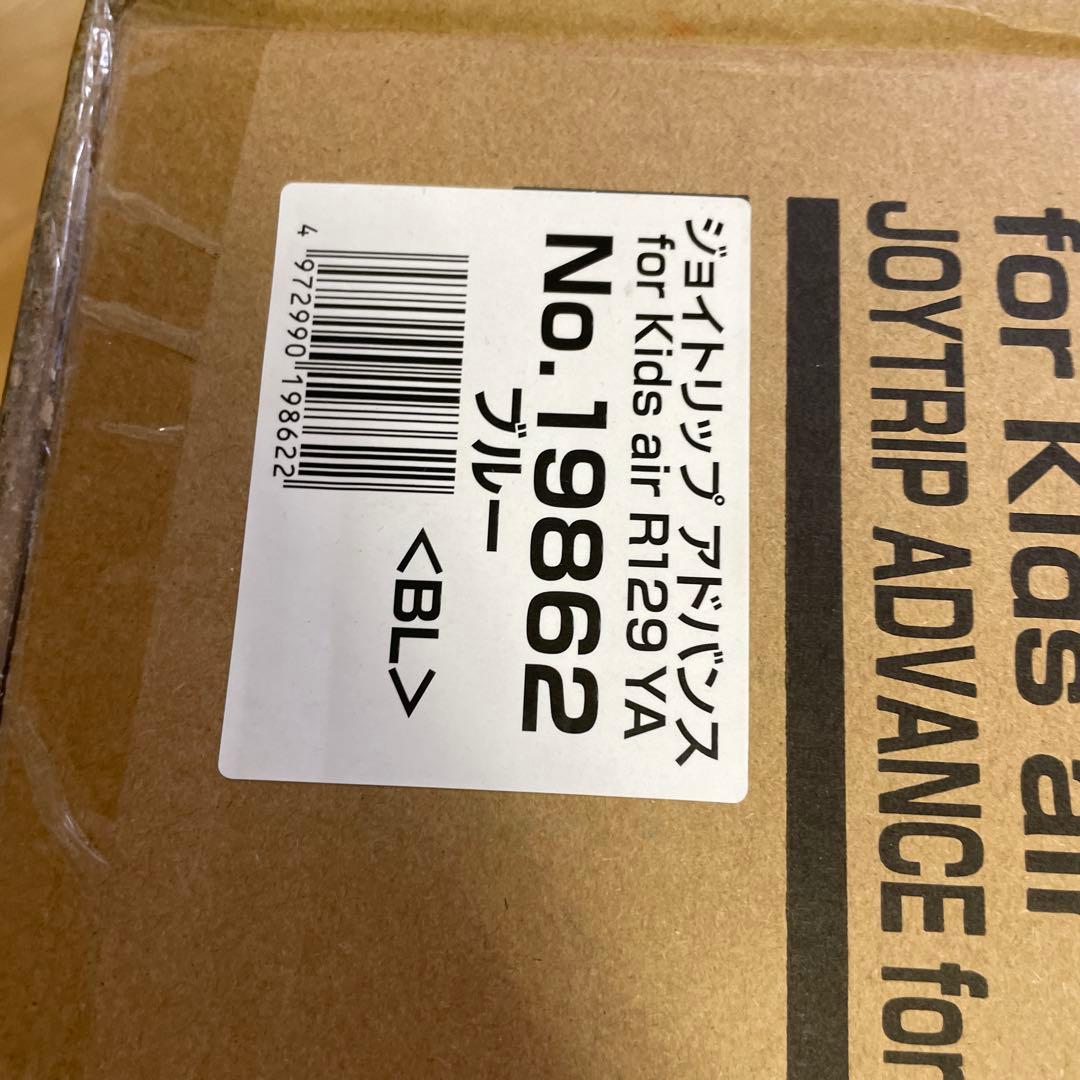 for Kids air
JOYTRIP ADVANCE for
ジョイトリップ アドバンス
for Kids air R129 YA
No. 19862
ブルー
<BL>
4 972990 198622